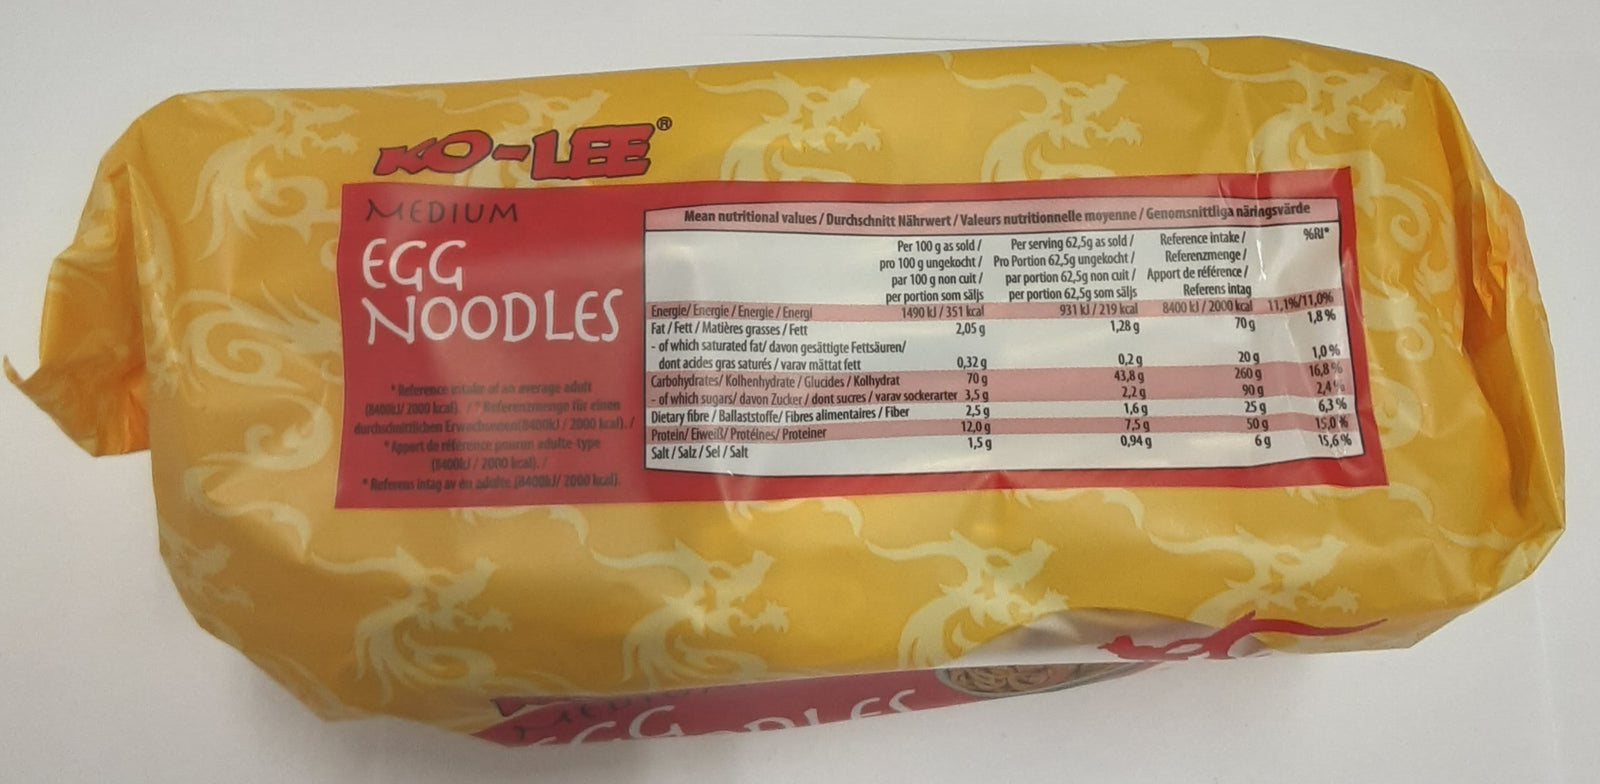 KO-LEE®
MEDIUM
EGG
NOODLES
* Reference intake of an average adult
(8400kJ/ 2000 kcal). / * Referenzmenge für einen
durchschnittlichen Erwachsenen(8400kJ / 2000 kcal). /
* Apport de référence pourun adulte-type
(8400kJ / 2000 kcal). /
* Referens intag av en adulte (8400kJ/ 2000 kcal).
Mean nutritional values / Durchschnitt Nährwert / Valeurs nutritionnelle moyenne / Genomsnittliga näringsvärde
Per 100 g as sold / Per serving 62,5g as sold / Reference intake / %RI*
pro 100 g ungekocht / Pro Portion 62,5g ungekocht / Referenzmenge /
par 100 g non cuit / par portion 62,5g non cuit / Apport de référence /
per portion som säljs per portion 62,5g som säljs Referens intag
Energie/ Energie / Energie / Energi 1490 kJ / 351 kcal 931 kJ / 219 kcal 8400 kJ / 2000 kcal 11,1%/11,0%
Fat / Fett / Matières grasses / Fett 2,05 g 1,28 g 70 g 1,8 %
- of which saturated fat/ davon gesättigte Fettsäuren/
dont acides gras saturés / varav mättat fett 0,32 g 0,2 g 20 g 1,0 %
Carbohydrates/ Kolhenhydrate / Glucides / Kolhydrat 70 g 43,8 g 260 g 16,8 %
- of which sugars/ davon Zucker / dont sucres / varav sockerarter 3,5 g 2,2 g 90 g 2,4 %
Dietary fibre / Ballaststoffe/ Fibres alimentaires / Fiber 2,5 g 1,6 g 25 g 6,3 %
Protein/ Eiweiß/ Protéines/ Proteiner 12,0 g 7,5 g 50 g 15,0 %
Salt / Salz / Sel / Salt 1,5 g 0,94 g 6 g 15,6 %